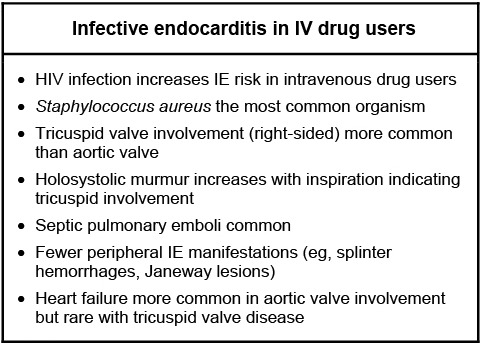 Infective endocarditis in IV drug users
• HIV infection increases IE risk in intravenous drug users
• Staphylococcus aureus the most common organism
• Tricuspid valve involvement (right-sided) more common
than aortic valve
• Holosystolic murmur increases with inspiration indicating
tricuspid involvement
• Septic pulmonary emboli common
• Fewer peripheral IE manifestations (eg, splinter
hemorrhages, Janeway lesions)
• Heart failure more common in aortic valve involvement
but rare with tricuspid valve disease